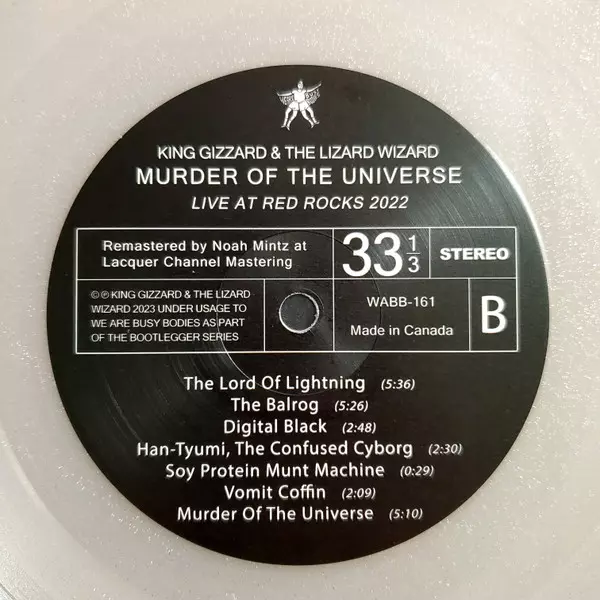 KING GIZZARD & THE LIZARD WIZARD
MURDER OF THE UNIVERSE
LIVE AT RED ROCKS 2022
Remastered by Noah Mintz at
Lacquer Channel Mastering
33 1/3
STEREO
© ℗ KING GIZZARD & THE LIZARD
WIZARD 2023 UNDER USAGE TO
WE ARE BUSY BODIES AS PART
OF THE BOOTLEGGER SERIES
WABB-161
Made in Canada
B
The Lord Of Lightning (5:36)
The Balrog (5:26)
Digital Black (2:48)
Han-Tyumi, The Confused Cyborg (2:30)
Soy Protein Munt Machine (0:29)
Vomit Coffin (2:09)
Murder Of The Universe (5:10)